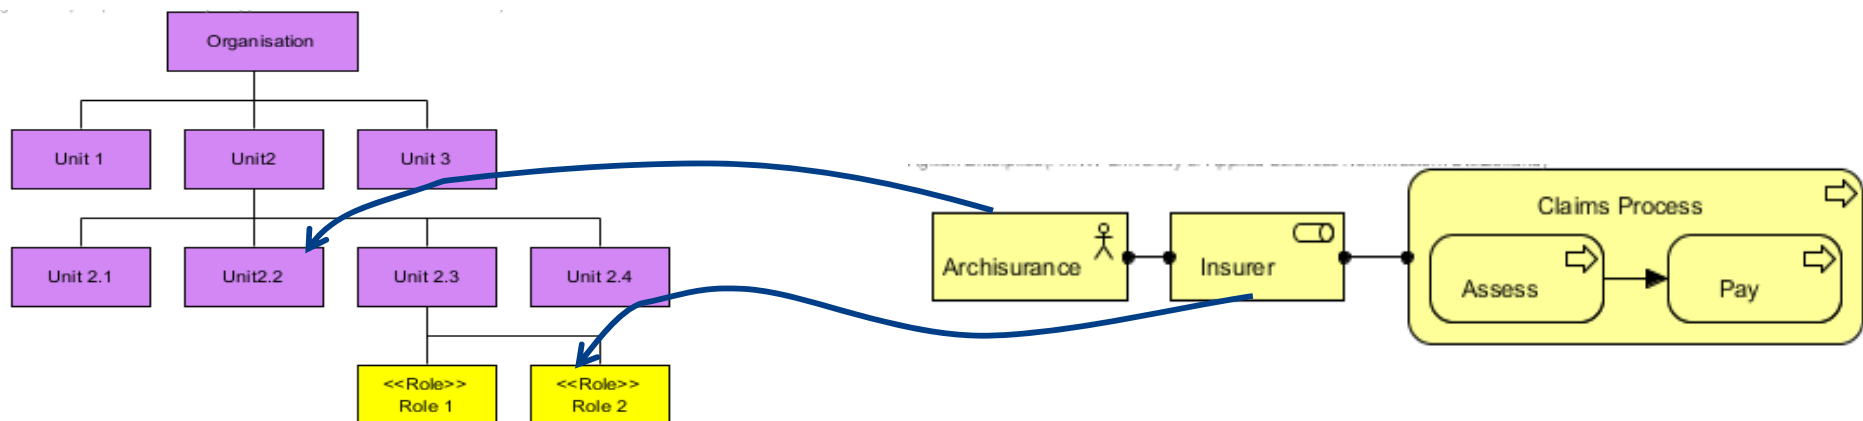 Organisation
Unit 1
Unit2
Unit 3
Unit 2.1
Unit2.2
Unit 2.3
Unit 2.4
<<Role>>
Role 1
<<Role>>
Role 2
Archisurance
Insurer
Claims Process
Assess
Pay